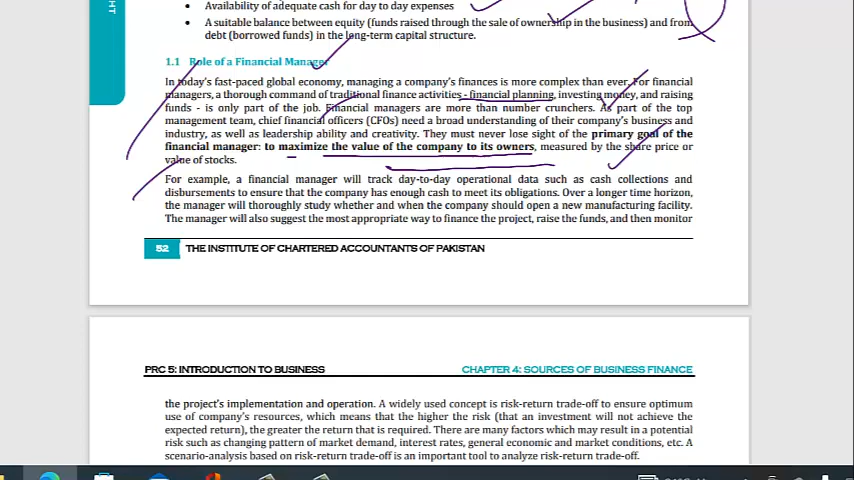 HT
• Availability of adequate cash for day to day expenses
• A suitable balance between equity (funds raised through the sale of ownership in the business) and from
debt (borrowed funds) in the long-term capital structure.
1.1 Role of a Financial Manager
In today's fast-paced global economy, managing a company's finances is more complex than ever. For financial
managers, a thorough command of traditional finance activities - financial planning, investing money, and raising
funds - is only part of the job. Financial managers are more than number crunchers. As part of the top
management team, chief financial officers (CFOs) need a broad understanding of their company's business and
industry, as well as leadership ability and creativity. They must never lose sight of the primary goal of the
financial manager: to maximize the value of the company to its owners, measured by the share price or
value of stocks.
For example, a financial manager will track day-to-day operational data such as cash collections and
disbursements to ensure that the company has enough cash to meet its obligations. Over a longer time horizon,
the manager will thoroughly study whether and when the company should open a new manufacturing facility.
The manager will also suggest the most appropriate way to finance the project, raise the funds, and then monitor
52 THE INSTITUTE OF CHARTERED ACCOUNTANTS OF PAKISTAN
PRC 5: INTRODUCTION TO BUSINESS CHAPTER 4: SOURCES OF BUSINESS FINANCE
the project's implementation and operation. A widely used concept is risk-return trade-off to ensure optimum
use of company's resources, which means that the higher the risk (that an investment will not achieve the
expected return), the greater the return that is required. There are many factors which may result in a potential
risk such as changing pattern of market demand, interest rates, general economic and market conditions, etc. A
scenario-analysis based on risk-return trade-off is an important tool to analyze risk-return trade-off.